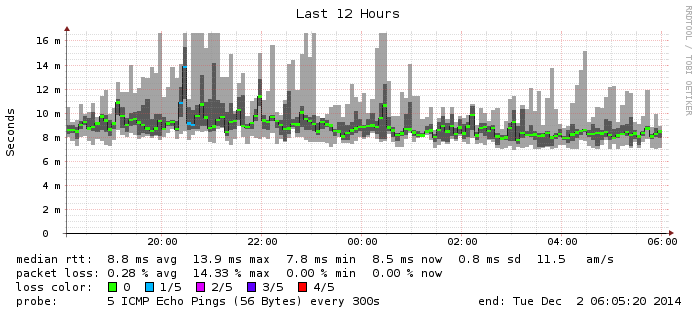 Last 12 Hours
RRDTOOL / TOBI OETIKER
Seconds
16 m
14 m
12 m
10 m
8 m
6 m
4 m
2 m
0
20:00 22:00 00:00 02:00 04:00 06:00
median rtt: 8.8 ms avg 13.9 ms max 7.8 ms min 8.5 ms now 0.8 ms sd 11.5 am/s
packet loss: 0.28 % avg 14.33 % max 0.00 % min 0.00 % now
loss color: 0 1/5 2/5 3/5 4/5
probe: 5 ICMP Echo Pings (56 Bytes) every 300s end: Tue Dec 2 06:05:20 2014